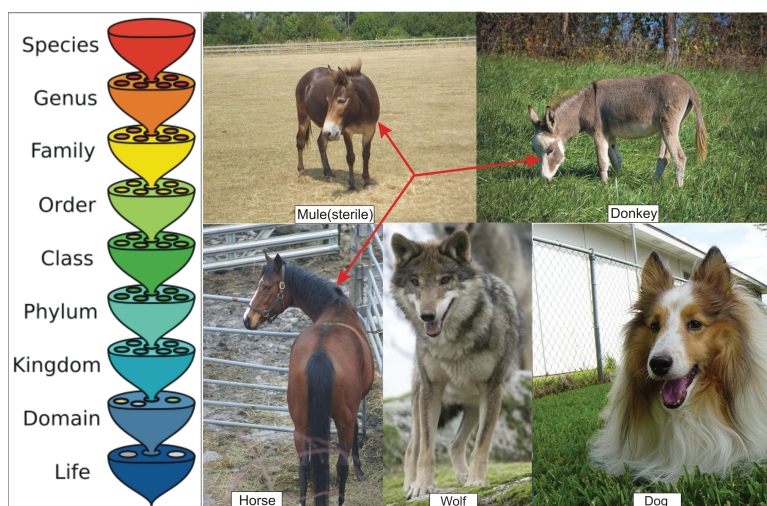 Species
Genus
Family
Order
Class
Phylum
Kingdom
Domain
Life
Mule(sterile)
Donkey
Horse
Wolf
Dog